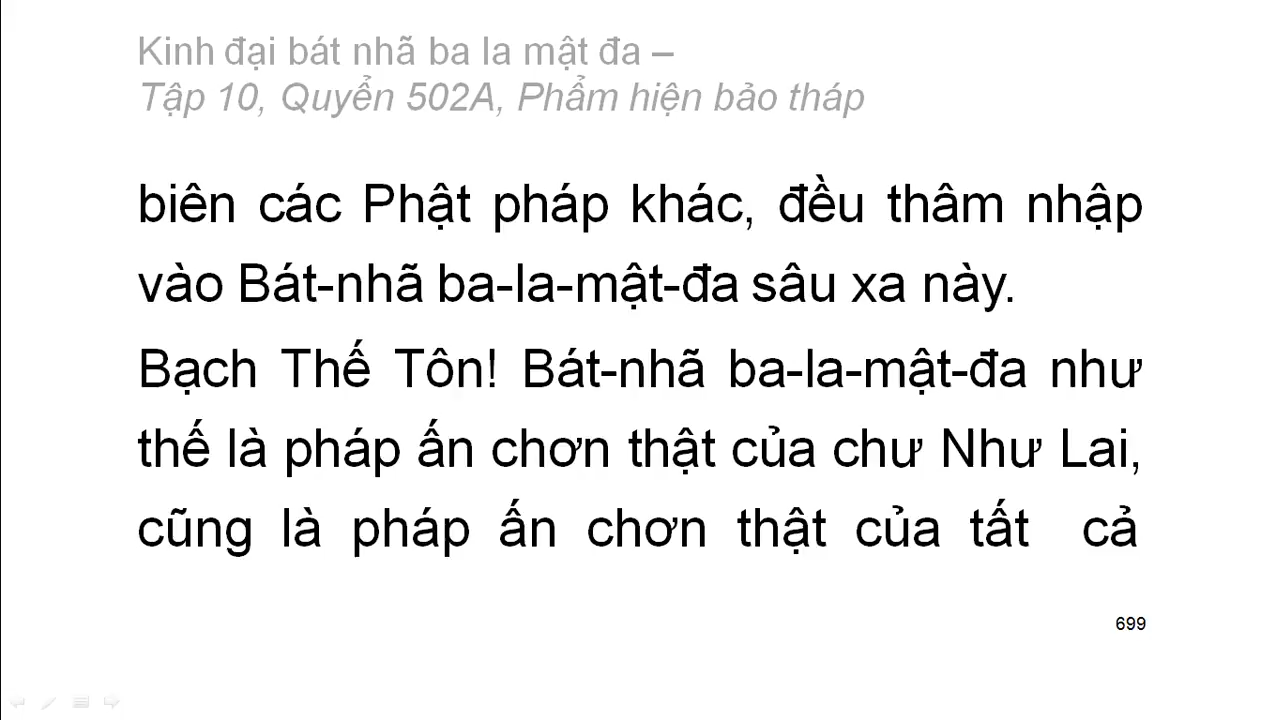 Kinh đại bát nhã ba la mật đa –
Tập 10, Quyển 502A, Phẩm hiện bảo tháp
biên các Phật pháp khác, đều thâm nhập
vào Bát-nhã ba-la-mật-đa sâu xa này.
Bạch Thế Tôn! Bát-nhã ba-la-mật-đa như
thế là pháp ấn chơn thật của chư Như Lai,
cũng là pháp ấn chơn thật của tất cả
699